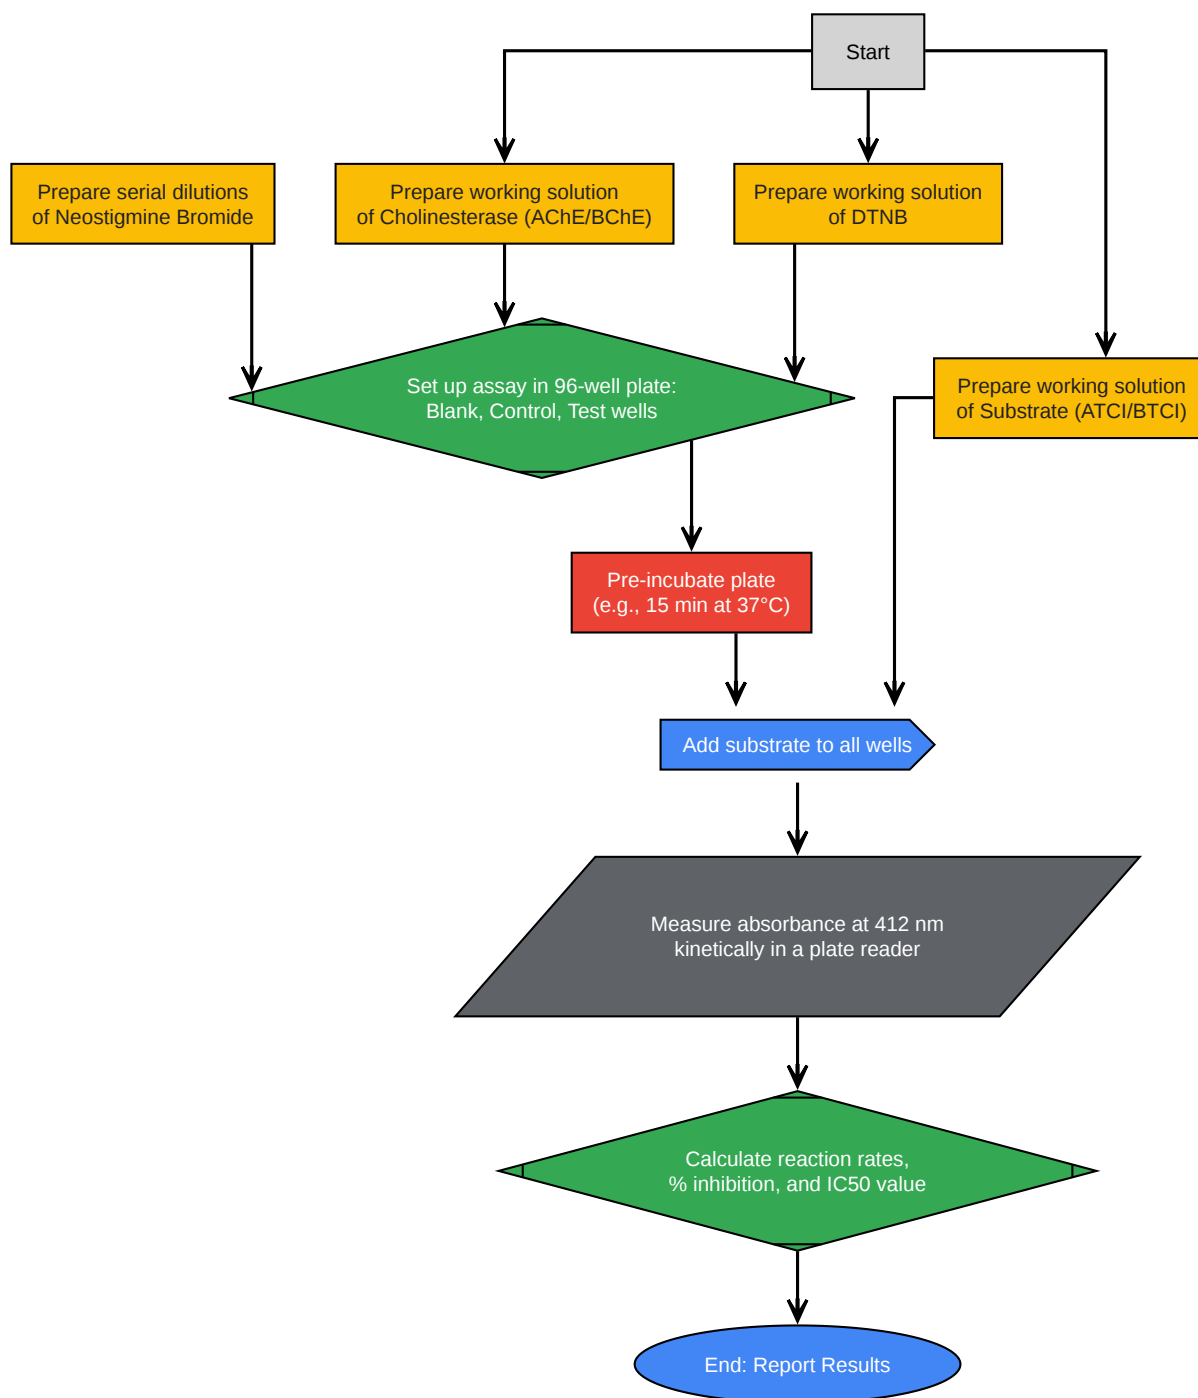 Start
Prepare serial dilutions
of Neostigmine Bromide
Prepare working solution
of Cholinesterase (AChE/BChE)
Prepare working solution
of DTNB
Set up assay in 96-well plate:
Blank, Control, Test wells
Prepare working solution
of Substrate (ATCI/BTCI)
Pre-incubate plate
(e.g., 15 min at 37°C)
Add substrate to all wells
Measure absorbance at 412 nm
kinetically in a plate reader
Calculate reaction rates,
% inhibition, and IC50 value
End: Report Results